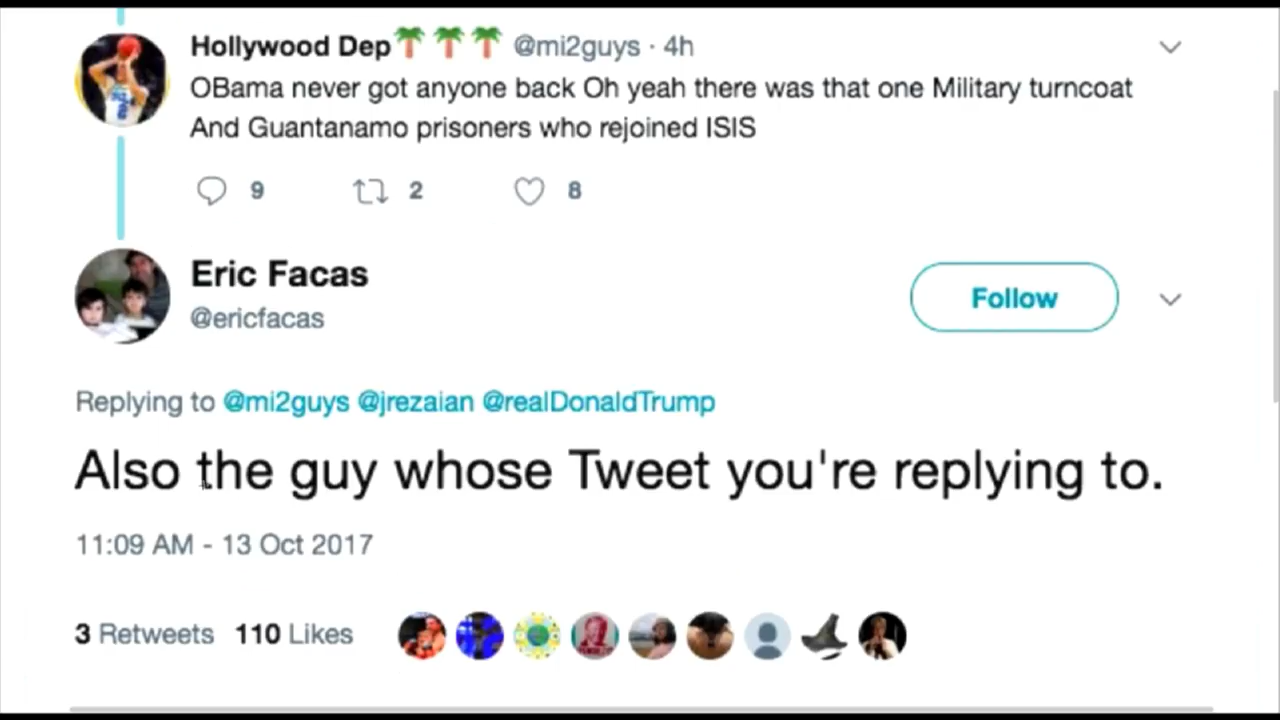 Hollywood Dep🌴🌴🌴 @mi2guys · 4h
OBama never got anyone back Oh yeah there was that one Military turncoat
And Guantanamo prisoners who rejoined ISIS
9 2 8
Eric Facas
@ericfacas
Follow
Replying to @mi2guys @jrezaian @realDonaldTrump
Also the guy whose Tweet you're replying to.
11:09 AM - 13 Oct 2017
3 Retweets 110 Likes